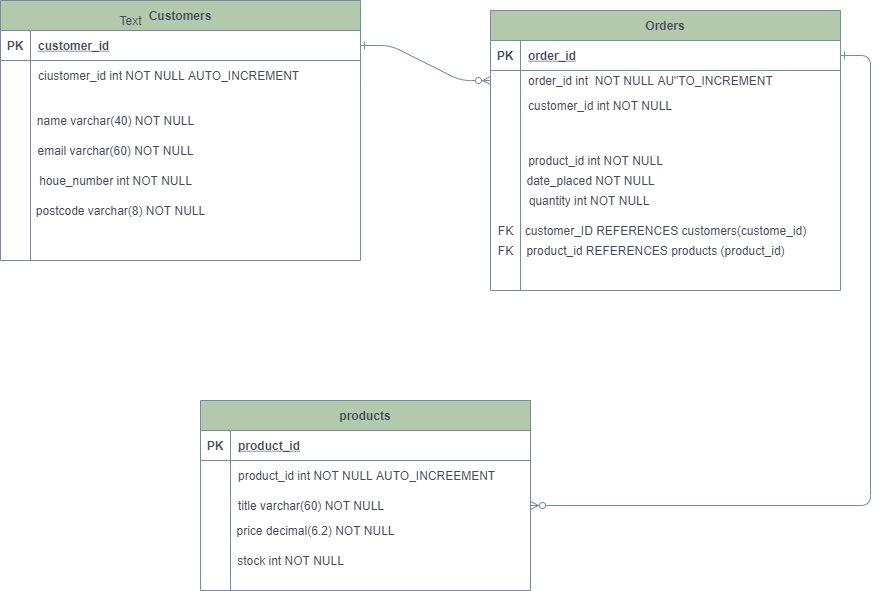 Text Customers
PK customer_id
ciustomer_id int NOT NULL AUTO_INCREMENT
name varchar(40) NOT NULL
email varchar(60) NOT NULL
houe_number int NOT NULL
postcode varchar(8) NOT NULL
Orders
PK order_id
order_id int NOT NULL AU"TO_INCREMENT
customer_id int NOT NULL
product_id int NOT NULL
date_placed NOT NULL
quantity int NOT NULL
FK customer_ID REFERENCES customers(custome_id)
FK product_id REFERENCES products (product_id)
products
PK product_id
product_id int NOT NULL AUTO_INCREEMENT
title varchar(60) NOT NULL
price decimal(6.2) NOT NULL
stock int NOT NULL